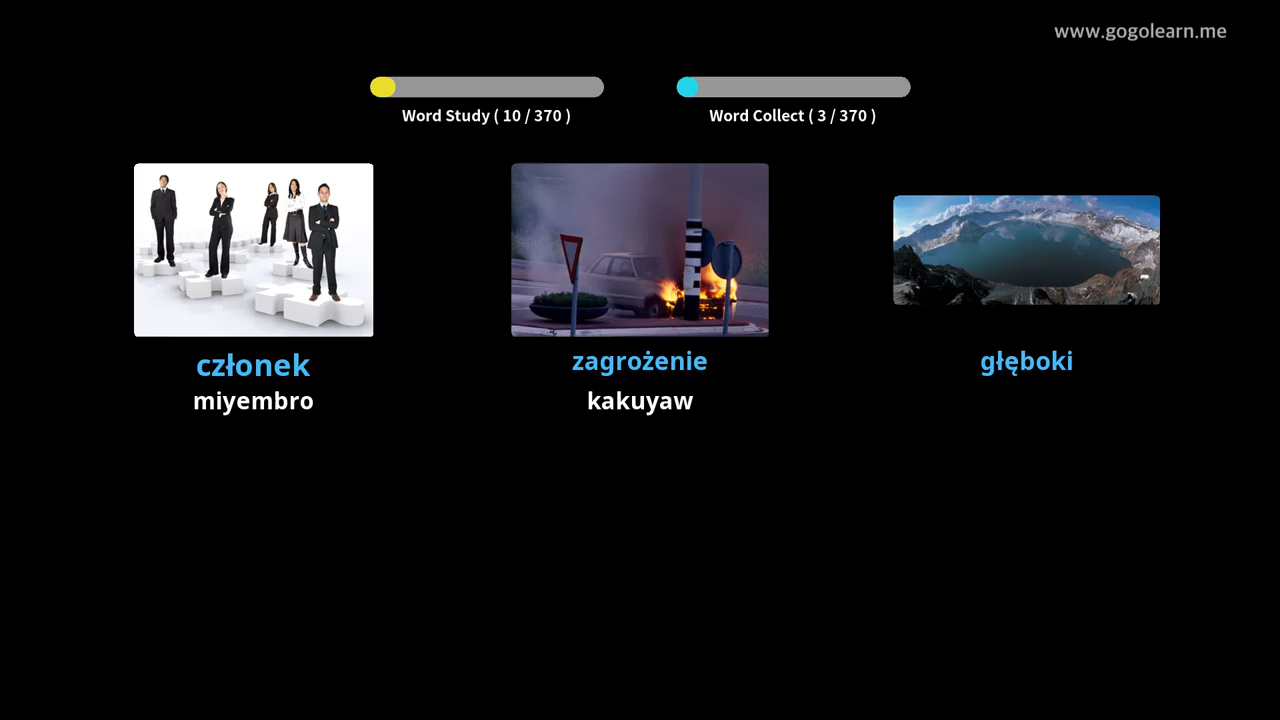 www.gogolearn.me
Word Study ( 10 / 370 )
Word Collect ( 3 / 370 )
członek
miyembro
zagrożenie
kakuyaw
głęboki